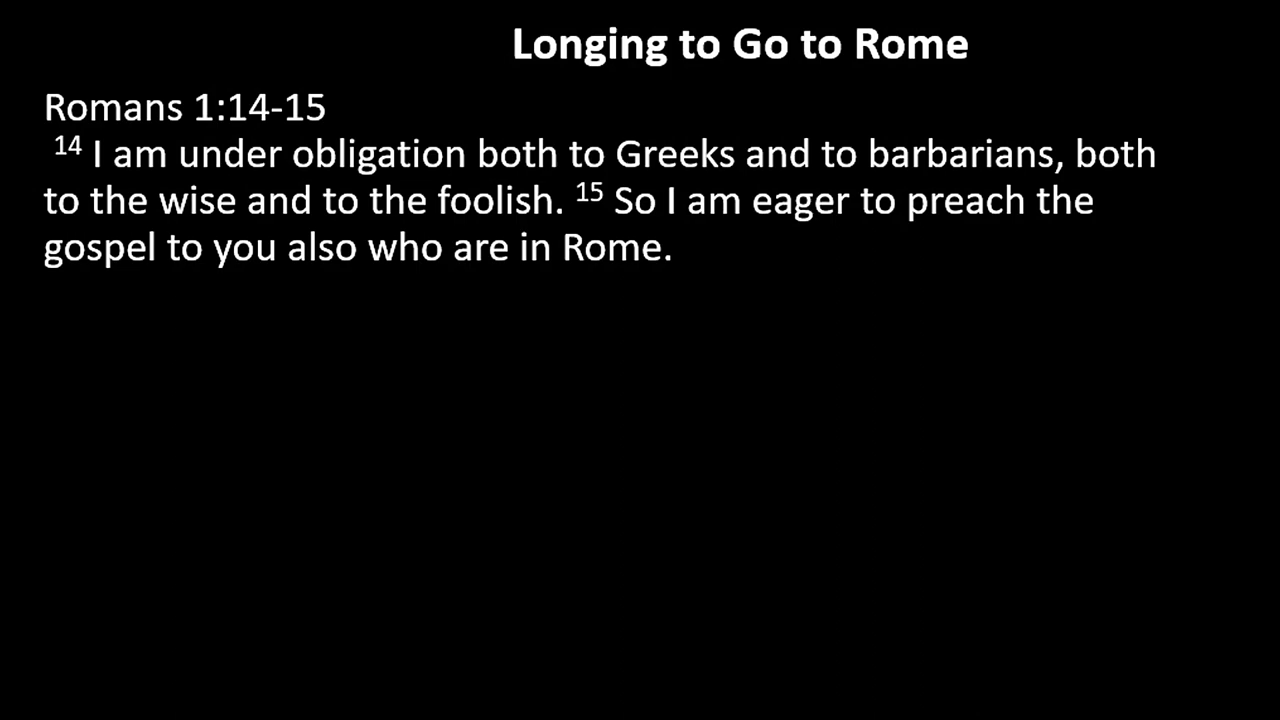 Longing to Go to Rome
Romans 1:14-15
14 I am under obligation both to Greeks and to barbarians, both
to the wise and to the foolish. 15 So I am eager to preach the
gospel to you also who are in Rome.